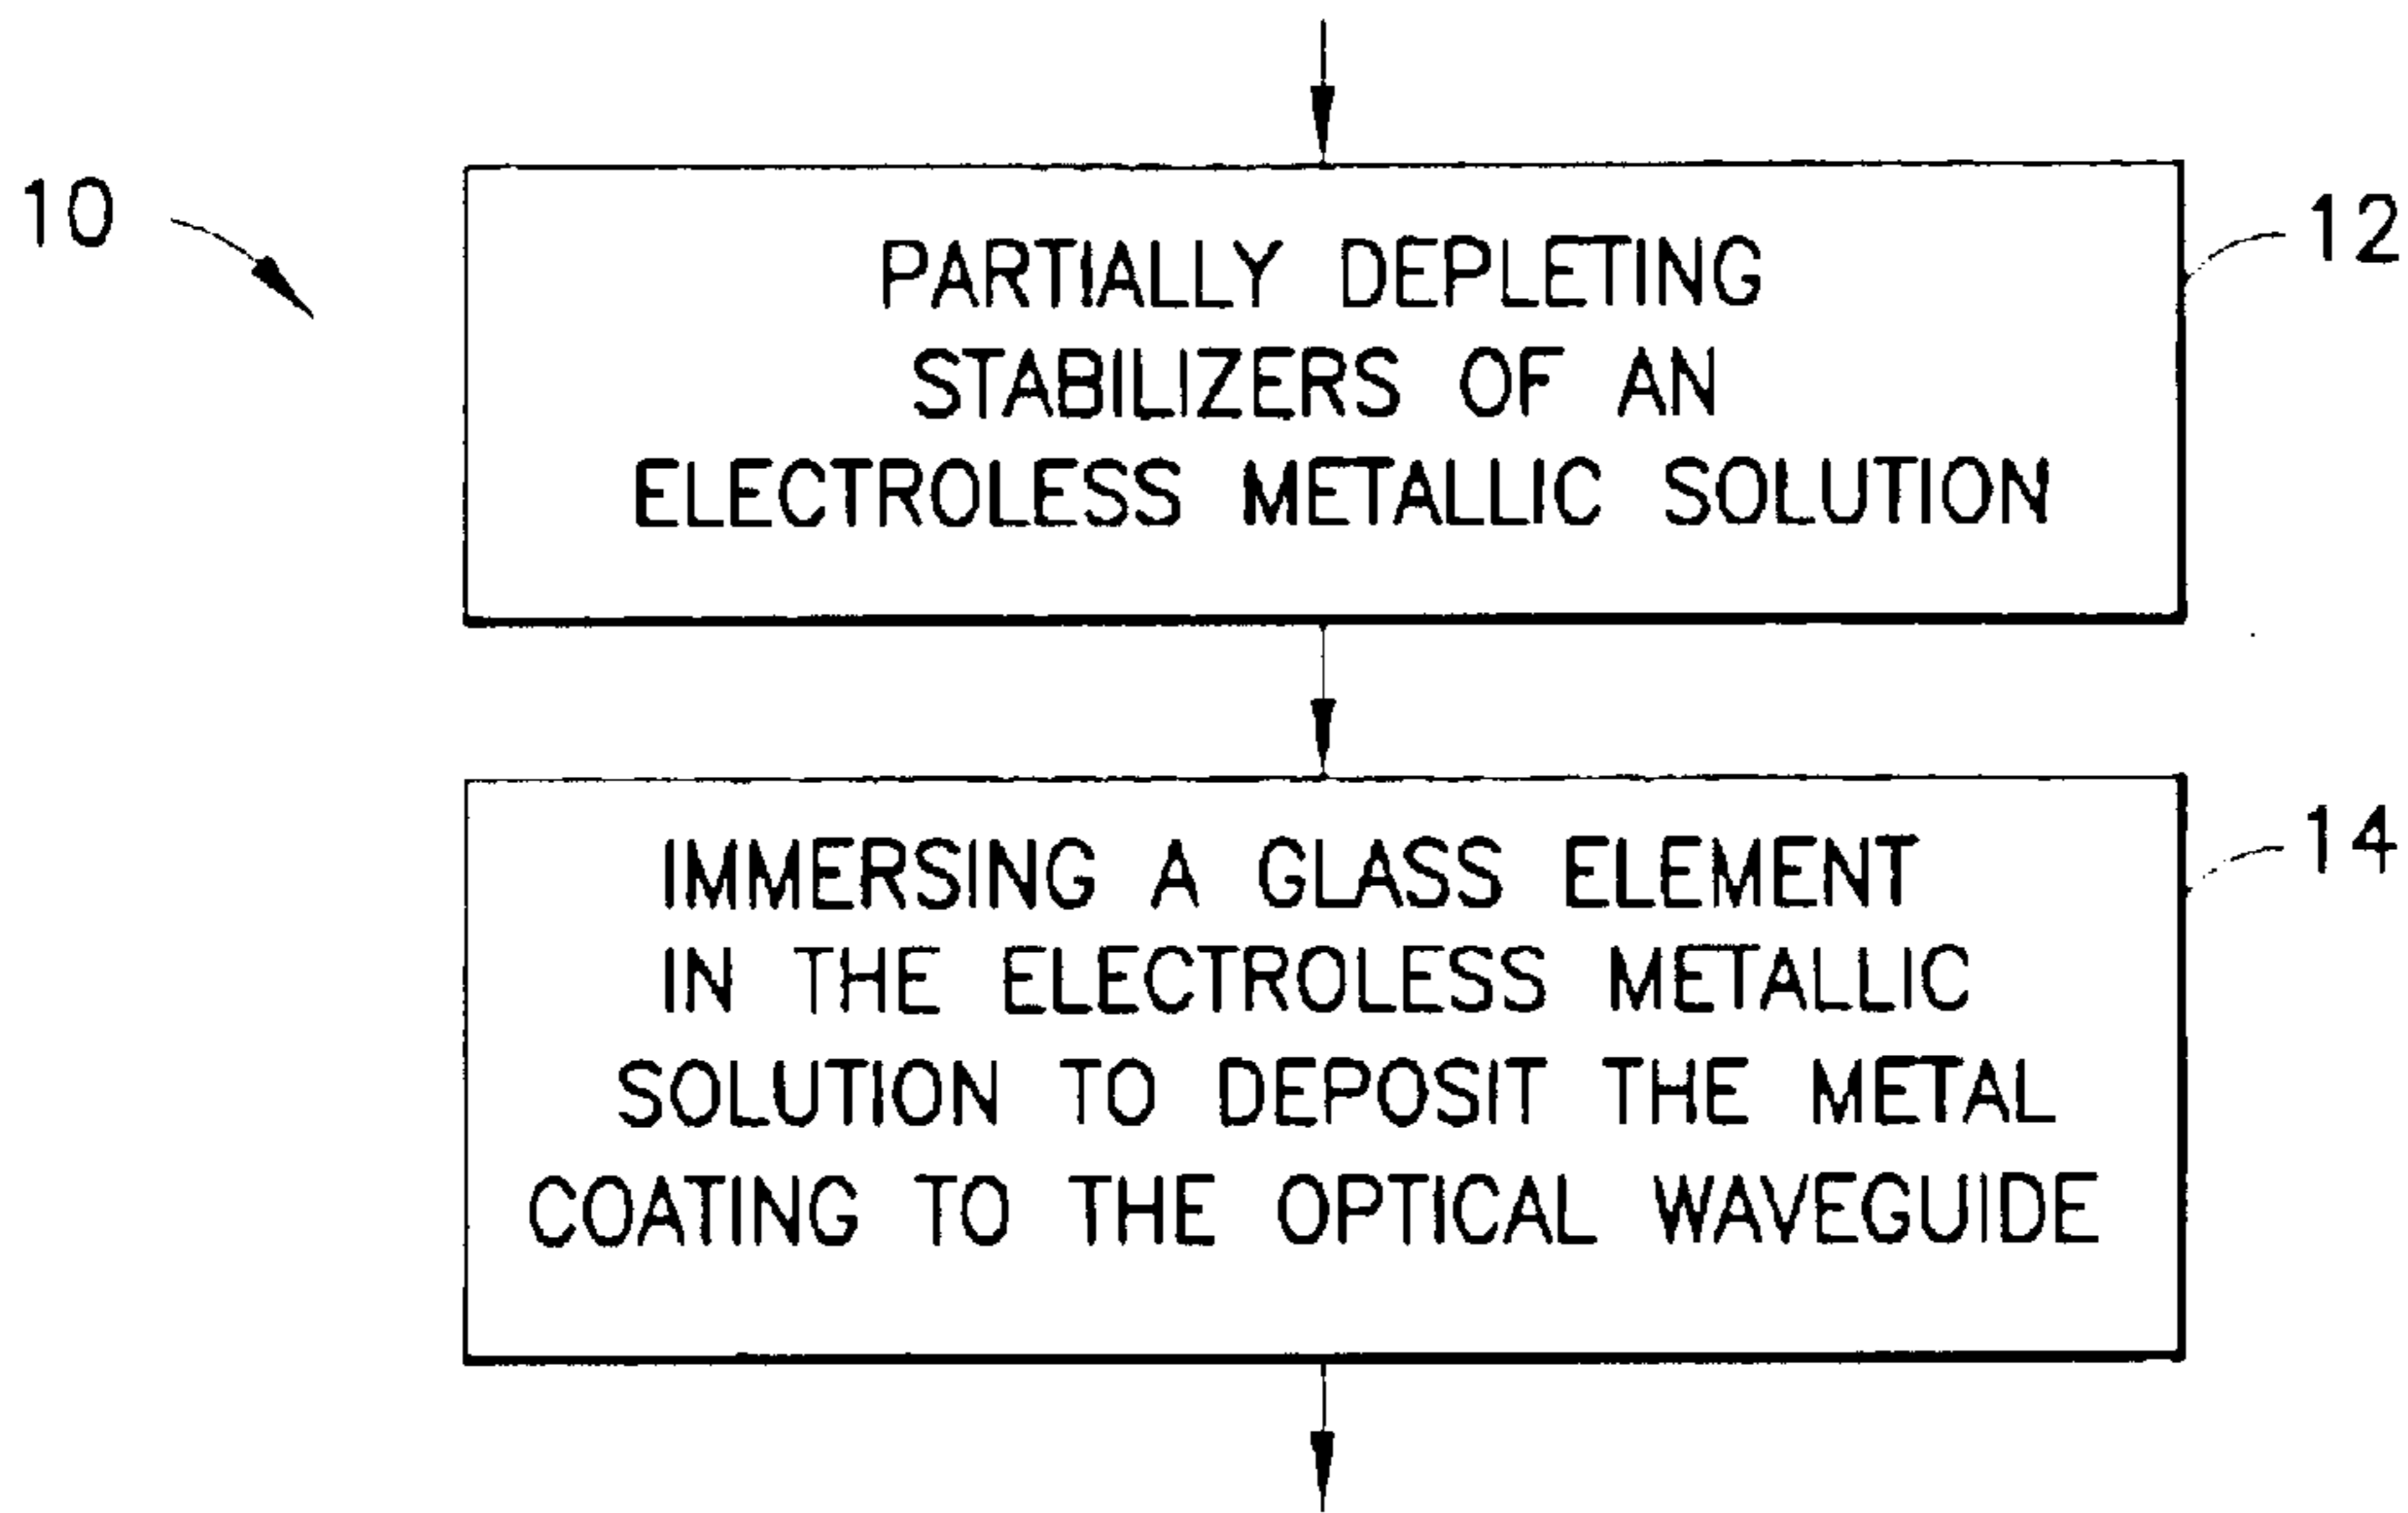 10
12
PARTIALLY DEPLETING
STABILIZERS OF AN
ELECTROLESS METALLIC SOLUTION
14
IMMERSING A GLASS ELEMENT
IN THE ELECTROLESS METALLIC
SOLUTION TO DEPOSIT THE METAL
COATING TO THE OPTICAL WAVEGUIDE